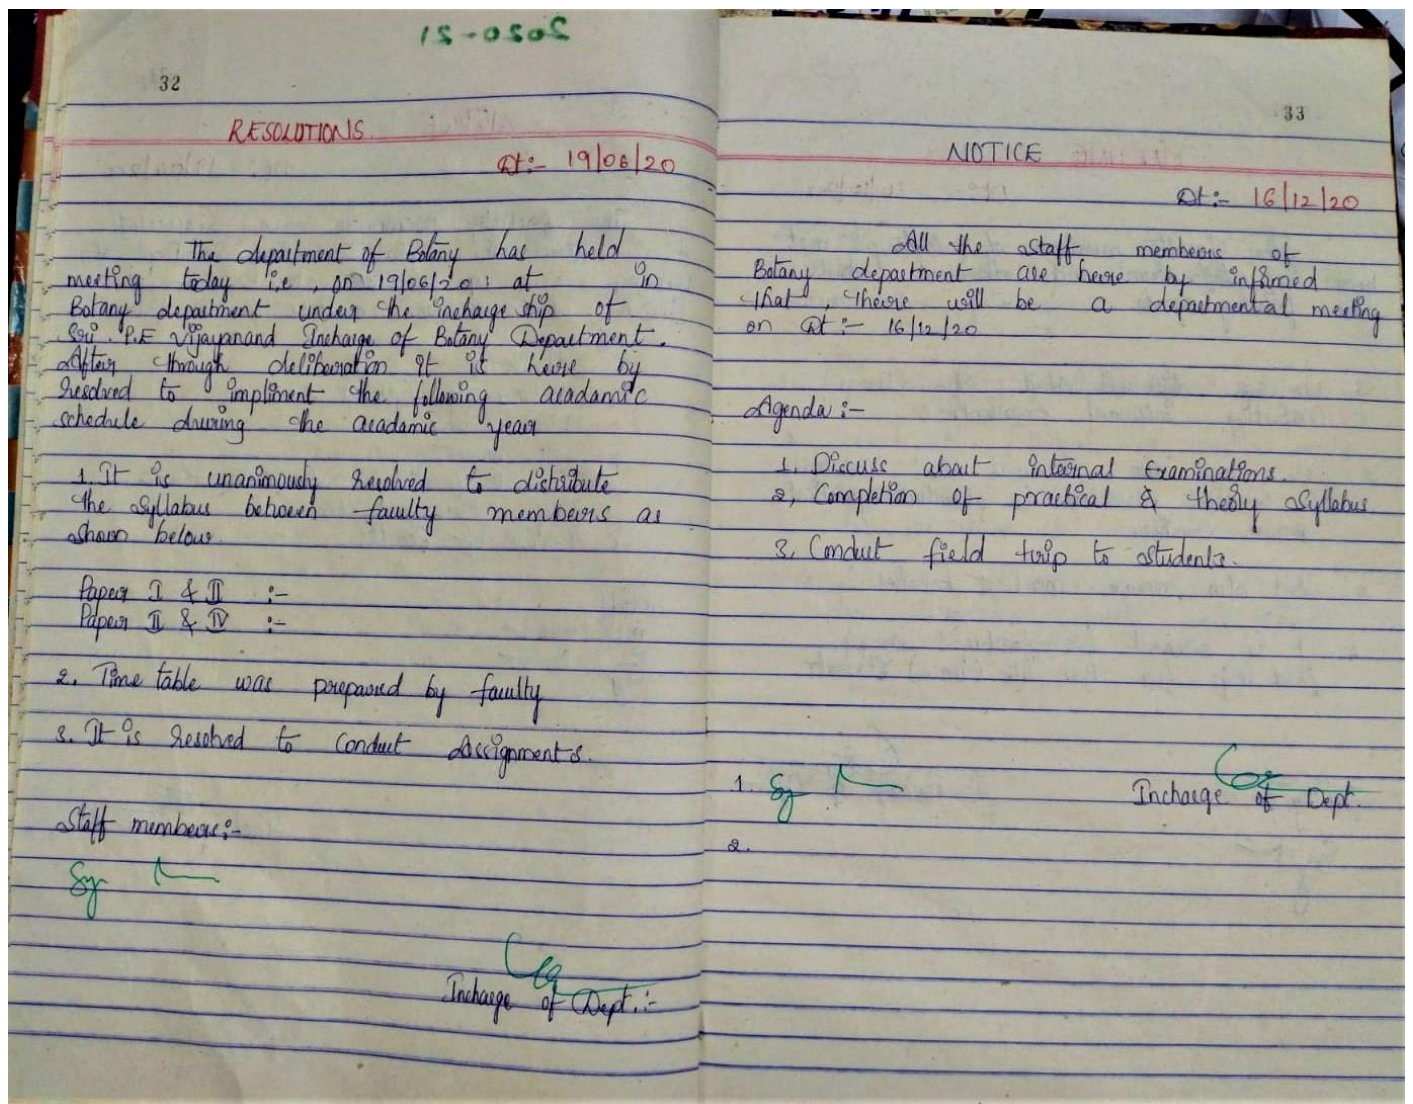 2020-21
32
RESOLUTIONS
Dt:- 19/06/20
The department of Botany has held
meeting today i.e, on 19/06/20 at in
Botany department under the incharge ship of
Sri. P.E Vijayanand Incharge of Botany Department.
After through deliberation it is here by
resolved to impliment the following acadamic
schedule during the acadamic year
1. It is unanimously resolved to distribute
the syllabus between faculty members as
shown below.
Paper I & II :-
Paper II & IV :-
2. Time table was prepared by faculty
3. It is resolved to conduct Assignments.
Staff members:-
Incharge of Dept.:-
33
NOTICE
Dt:- 16/12/20
All the staff members of
Botany department are here by infirmed
that, there will be a departmental meeting
on Dt:- 16/12/20
Agenda:-
1. Discuss about internal Examinations.
2, Completion of practical & theory syllabus
3. Conduct field trip to students.
1.
Incharge of Dept.
2.